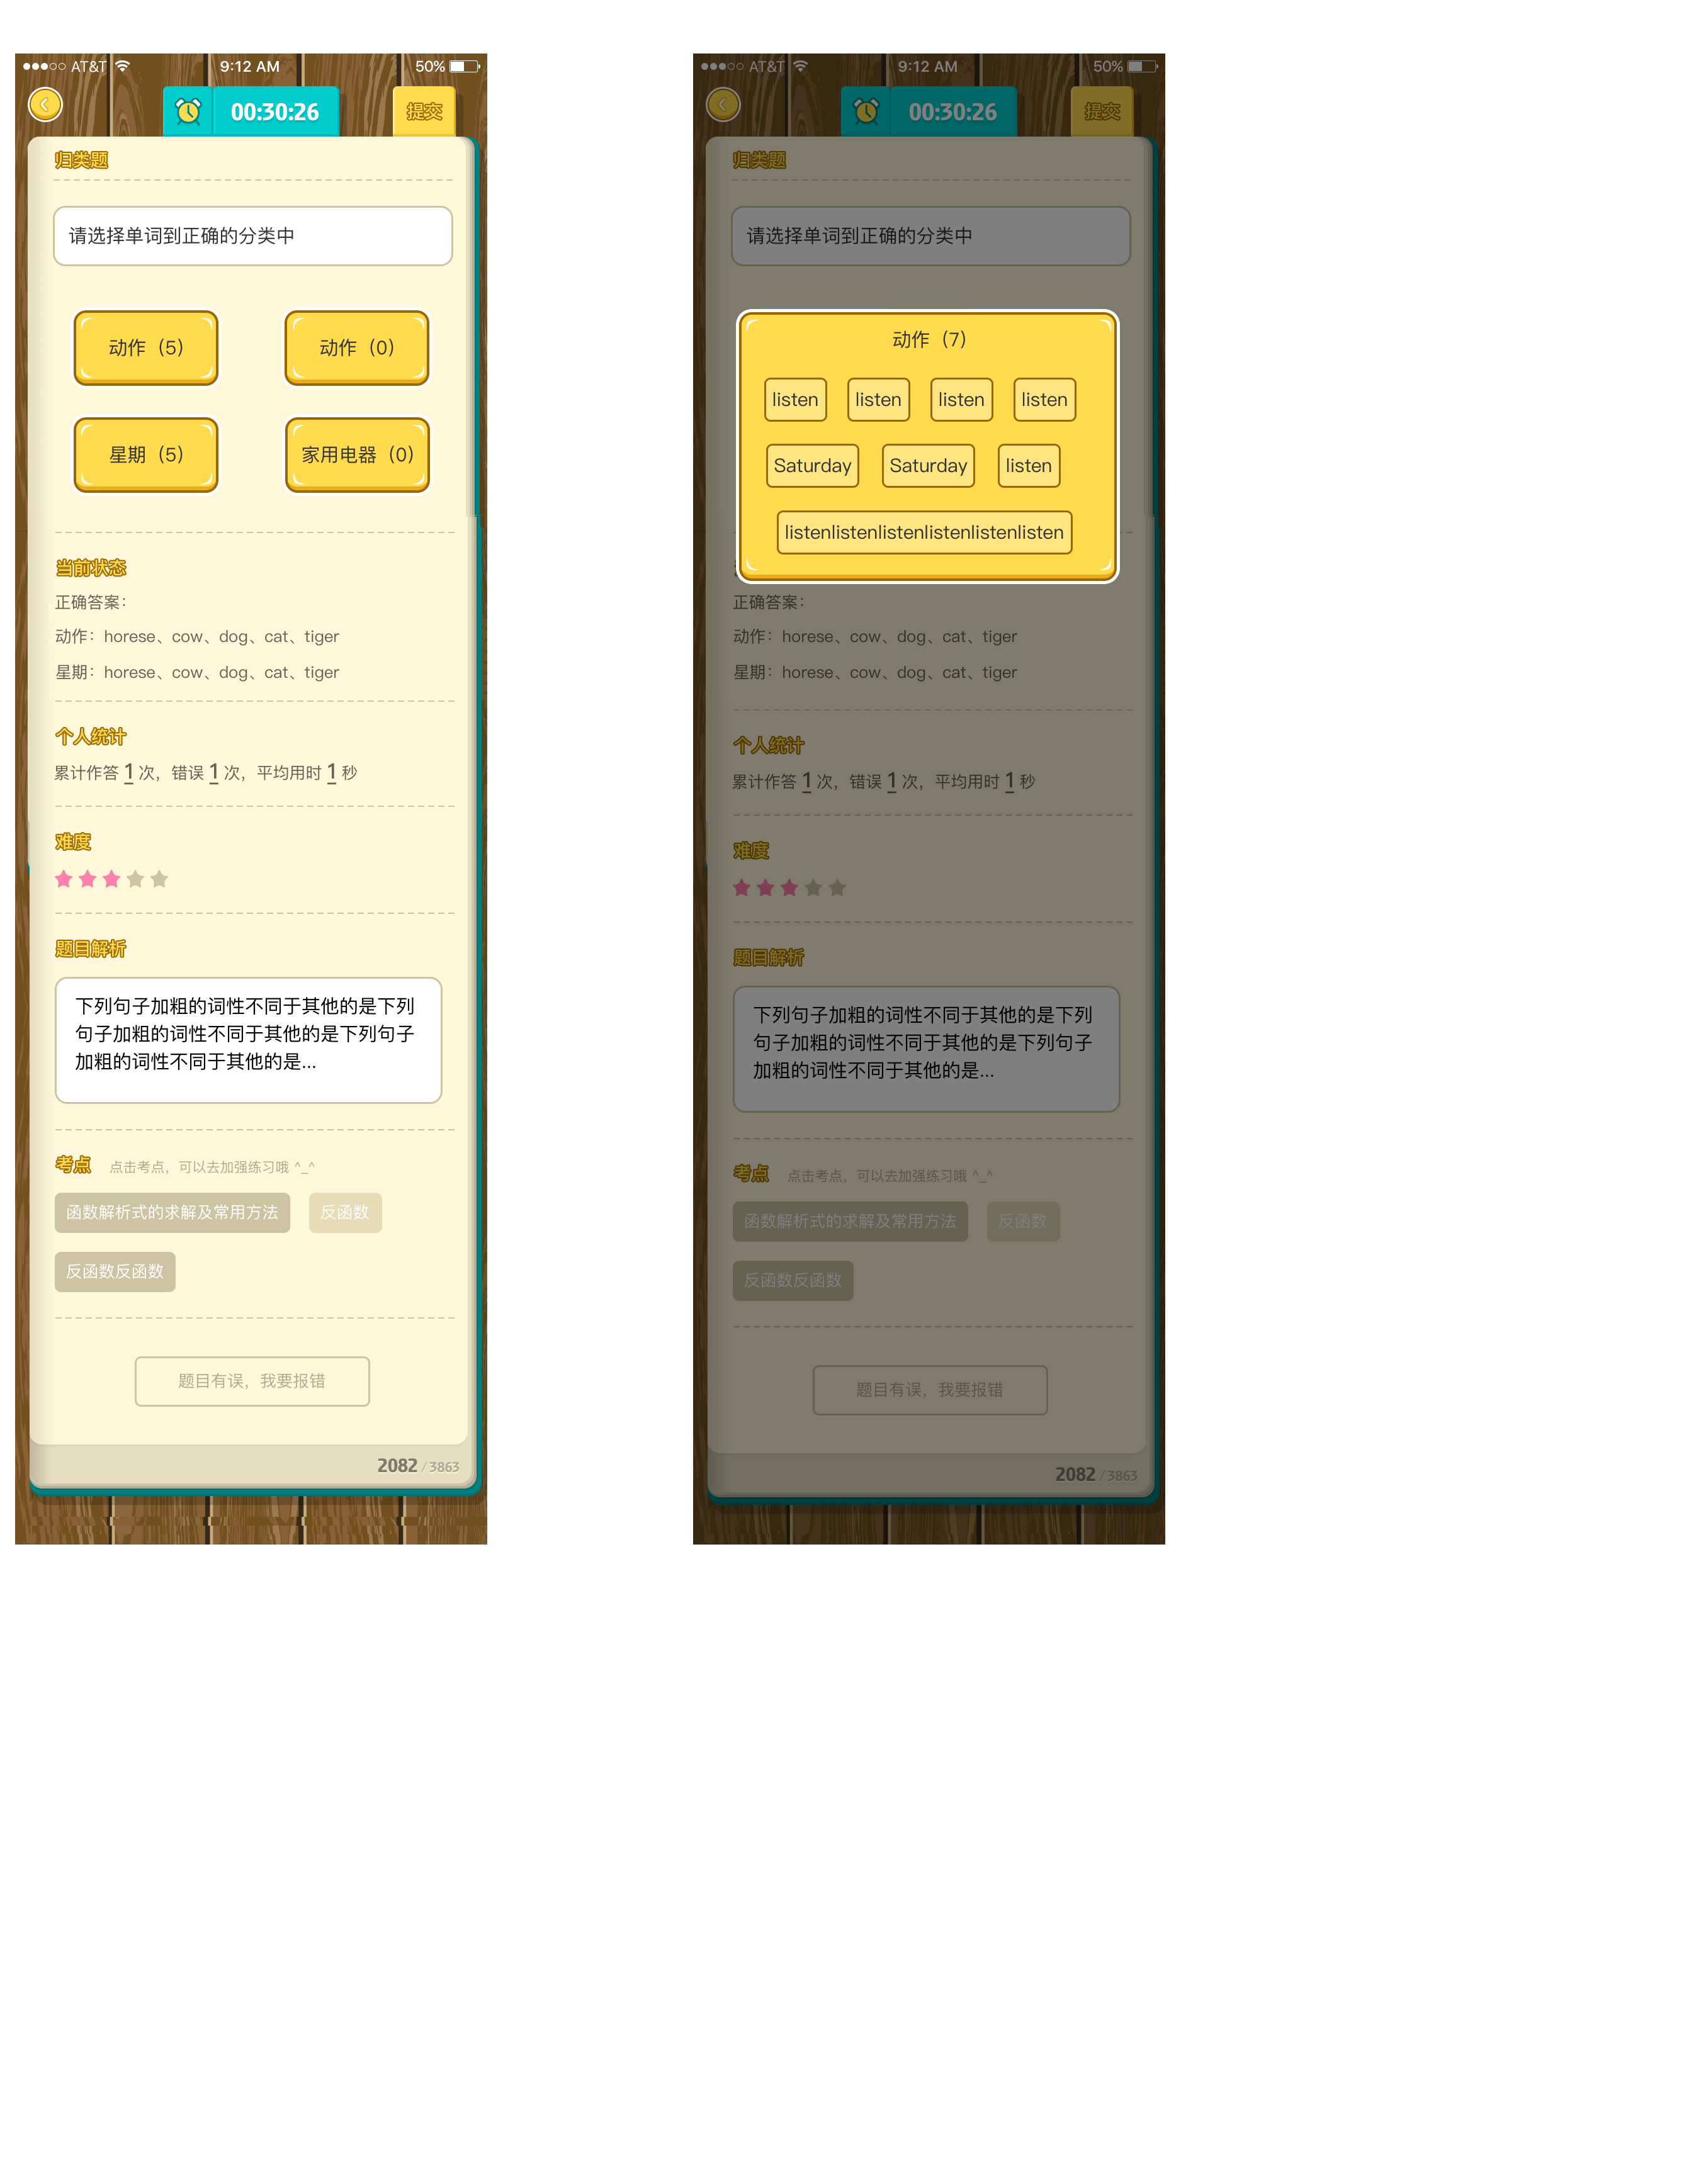 AT&T 9:12 AM 50%
00:30:26 提交
归类题
请选择单词到正确的分类中
动作（5） 动作（0）
星期（5） 家用电器（0）
当前状态
正确答案：
动作：horese、cow、dog、cat、tiger
星期：horese、cow、dog、cat、tiger
个人统计
累计作答 1 次，错误 1 次，平均用时 1 秒
难度
题目解析
下列句子加粗的词性不同于其他的是下列
句子加粗的词性不同于其他的是下列句子
加粗的词性不同于其他的是...
考点 点击考点，可以去加强练习哦 ^_^
函数解析式的求解及常用方法 反函数
反函数反函数
题目有误，我要报错
2082 / 3863
AT&T 9:12 AM 50%
00:30:26 提交
归类题
请选择单词到正确的分类中
动作（7）
listen listen listen listen
Saturday Saturday listen
listenlistenlistenlistenlistenlisten
正确答案：
动作：horese、cow、dog、cat、tiger
星期：horese、cow、dog、cat、tiger
个人统计
累计作答 1 次，错误 1 次，平均用时 1 秒
难度
题目解析
下列句子加粗的词性不同于其他的是下列
句子加粗的词性不同于其他的是下列句子
加粗的词性不同于其他的是...
考点 点击考点，可以去加强练习哦 ^_^
函数解析式的求解及常用方法 反函数
反函数反函数
题目有误，我要报错
2082 / 3863